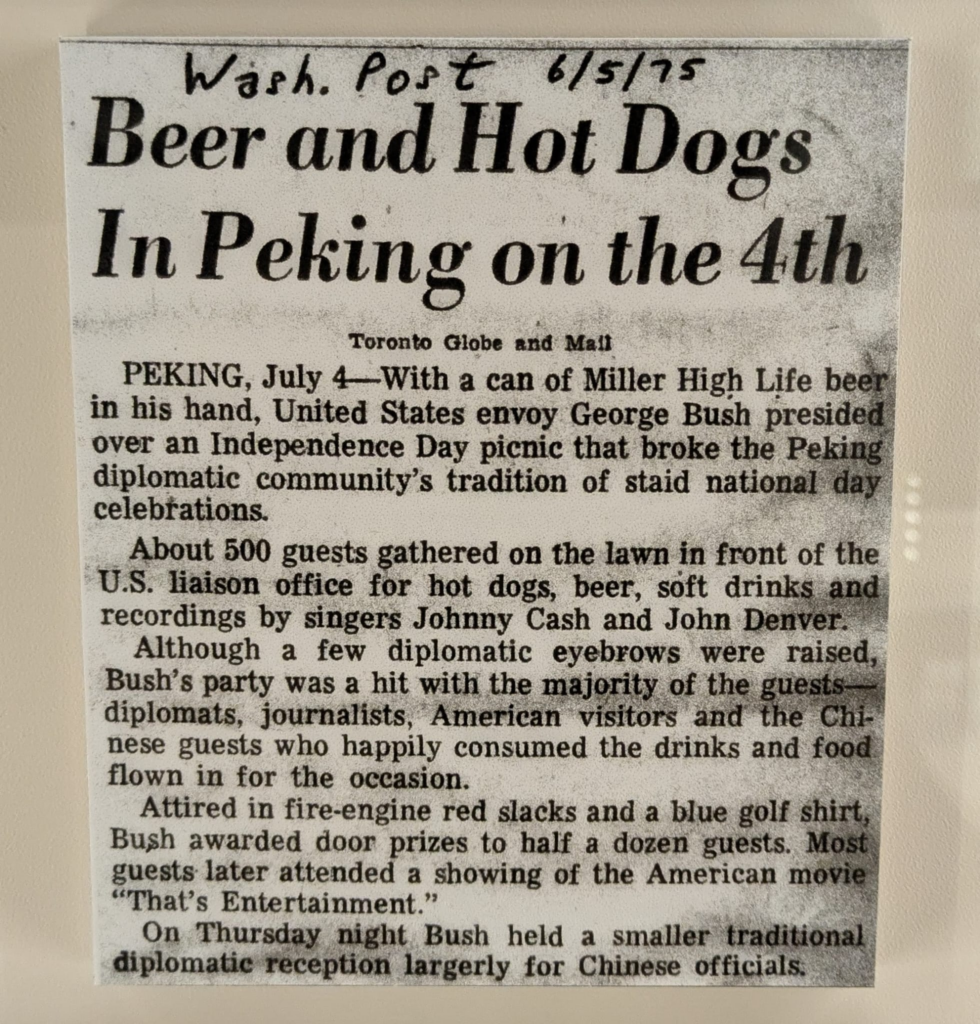 Wash. Post 6/5/75
Beer and Hot Dogs
In Peking on the 4th
Toronto Globe and Mail
PEKING, July 4—With a can of Miller High Life beer
in his hand, United States envoy George Bush presided
over an Independence Day picnic that broke the Peking
diplomatic community's tradition of staid national day
celebrations.
About 500 guests gathered on the lawn in front of the
U.S. liaison office for hot dogs, beer, soft drinks and
recordings by singers Johnny Cash and John Denver.
Although a few diplomatic eyebrows were raised,
Bush's party was a hit with the majority of the guests—
diplomats, journalists, American visitors and the Chi-
nese guests who happily consumed the drinks and food
flown in for the occasion.
Attired in fire-engine red slacks and a blue golf shirt,
Bush awarded door prizes to half a dozen guests. Most
guests later attended a showing of the American movie
“That's Entertainment.”
On Thursday night Bush held a smaller traditional
diplomatic reception largerly for Chinese officials.